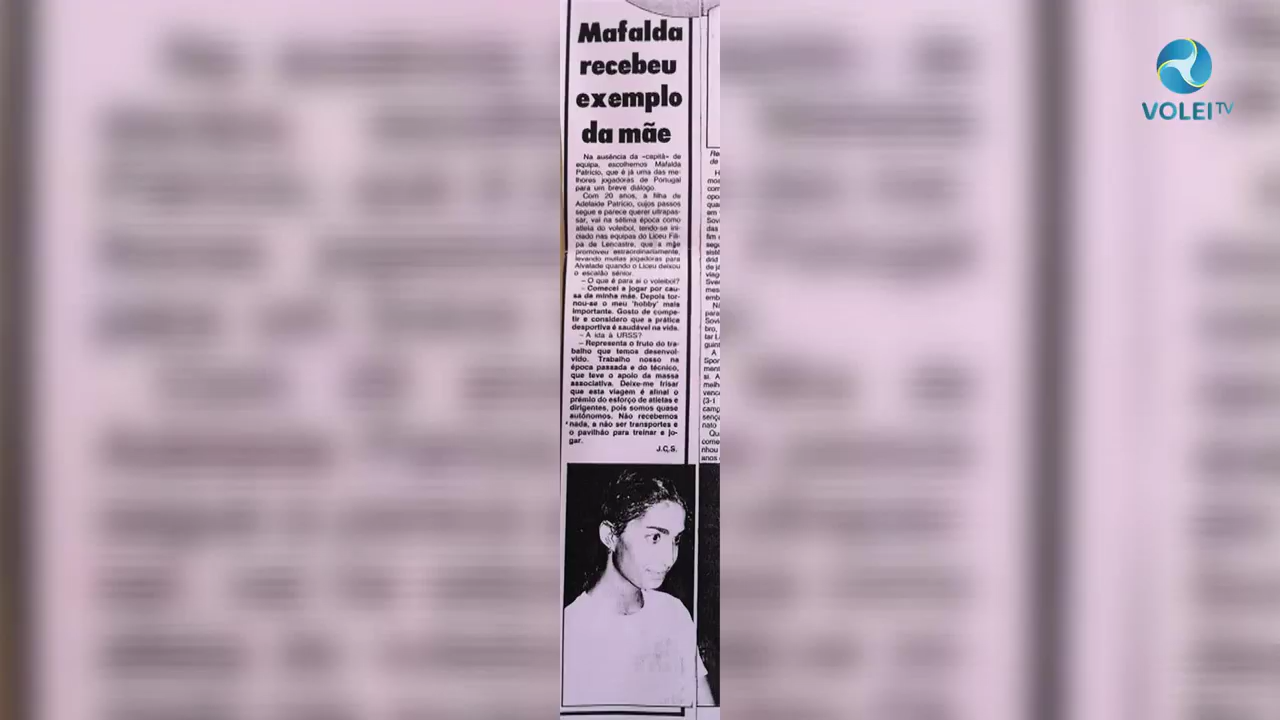 Mafalda
recebeu
exemplo
da mãe
Na ausência da «capitã» de
equipa, escolhemos Mafalda
Patrício, que é já uma das me-
lhores jogadoras de Portugal
para um breve diálogo.
Com 20 anos, a filha de
Adelaide Patrício, cujos passos
segue e parece querer ultrapas-
sar, vai na sétima época como
atleta do voleibol, tendo-se ini-
ciado nas equipas do Liceu Fili-
pa de Lencastre, que a mãe
promoveu extraordinariamente,
levando muitas jogadoras para
Alvalade quando o Liceu deixou
o escalão sénior.
— O que é para si o voleibol?
— Comecei a jogar por cau-
sa de minha mãe. Depois tor-
nou-se o meu 'hobby' mais
importante. Gosto de compe-
tir e considero que a prática
desportiva é saudável na vida.
— A ida à URSS?
— Representa o fruto do tra-
balho que temos desenvol-
vido. Trabalho nosso na
época passada e do técnico,
que teve o apoio da massa
associativa. Deixe-me frisar
que esta viagem é afinal o
prémio do esforço de atletas e
dirigentes, pois somos quase
autónomos. Não recebemos
nada, a não ser transportes e
o pavilhão para treinar e jo-
gar.
J.C.S.
VOLEI TV